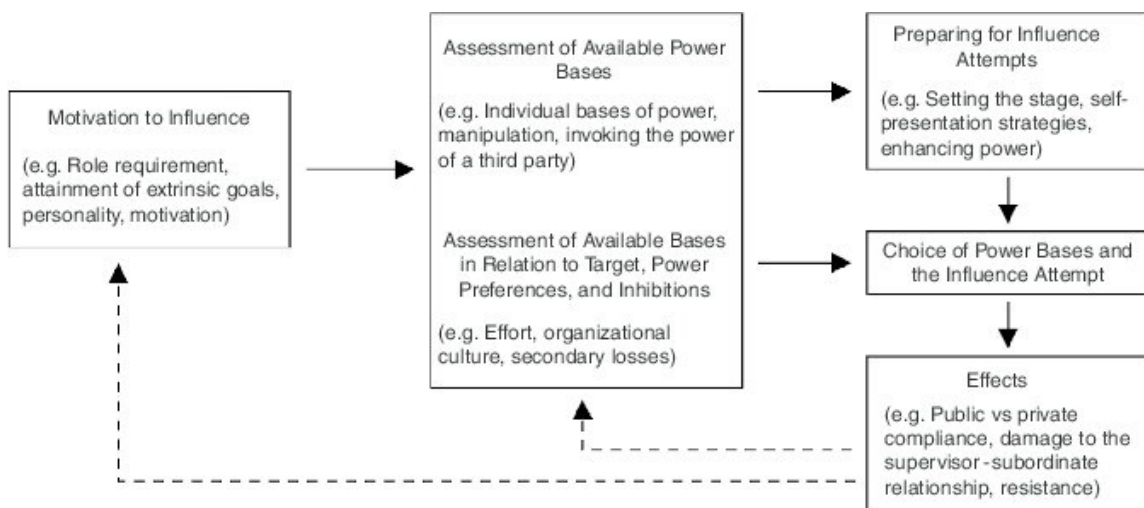 Motivation to Influence
(e.g. Role requirement,
attainment of extrinsic goals,
personality, motivation)
Assessment of Available Power
Bases
(e.g. Individual bases of power,
manipulation, invoking the power
of a third party)
Assessment of Available Bases
in Relation to Target, Power
Preferences, and Inhibitions
(e.g. Effort, organizational
culture, secondary losses)
Preparing for Influence
Attempts
(e.g. Setting the stage, self-
presentation strategies,
enhancing power)
Choice of Power Bases and
the Influence Attempt
Effects
(e.g. Public vs private
compliance, damage to the
supervisor-subordinate
relationship, resistance)